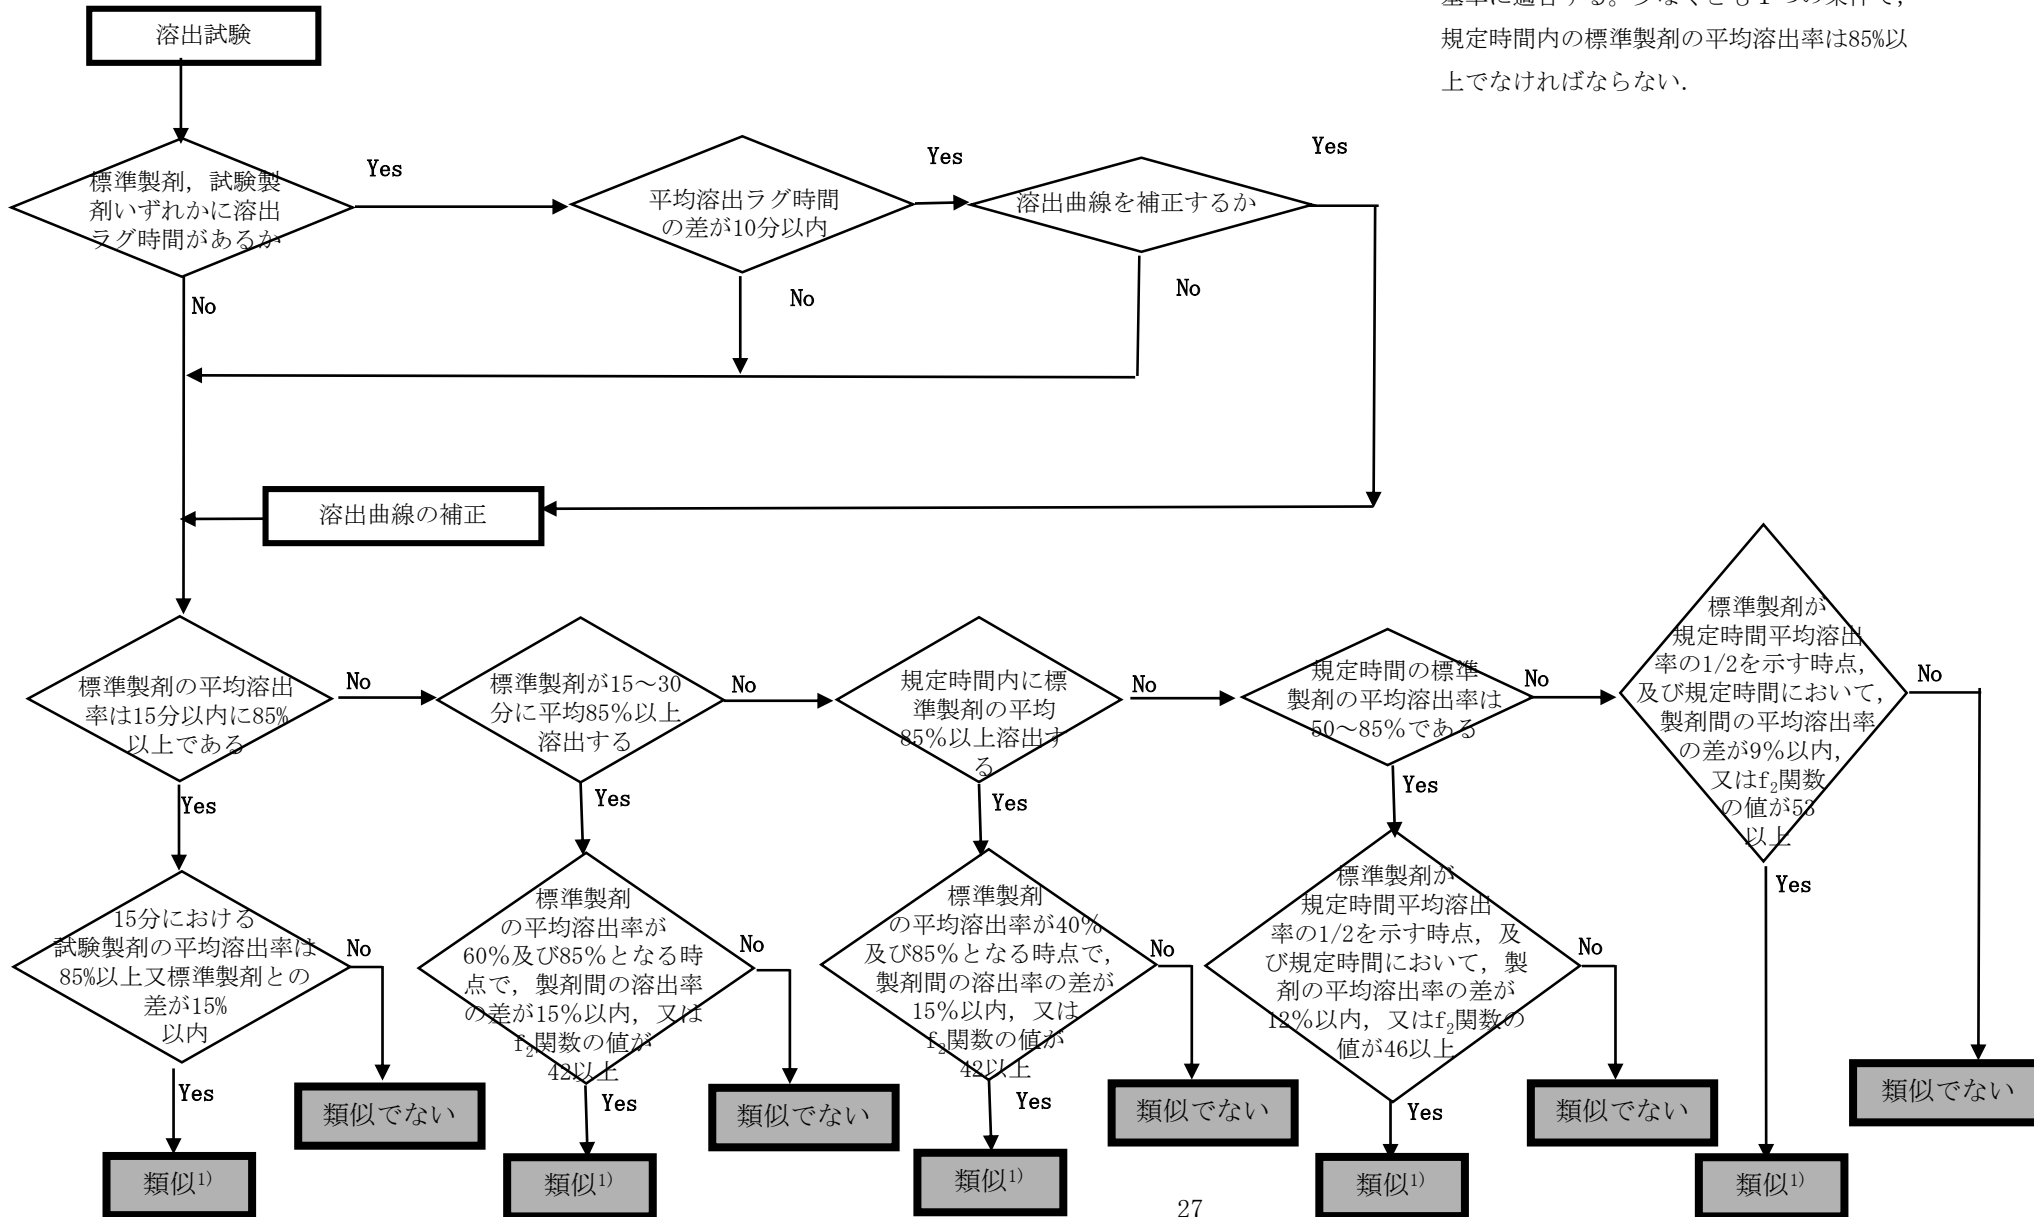 基準に適合する。少なくとも1つの条件で,
規定時間内の標準製剤の平均溶出率は85%以
上でなければならない.
溶出試験
標準製剤, 試験製
剤いずれかに溶出
ラグ時間があるか
Yes
No
平均溶出ラグ時間
の差が10分以内
Yes
No
溶出曲線を補正するか
Yes
No
溶出曲線の補正
標準製剤の平均溶出
率は15分以内に85%
以上である
No
Yes
標準製剤が15～30
分に平均85%以上
溶出する
No
Yes
規定時間内に標
準製剤の平均
85%以上溶出す
る
No
Yes
規定時間の標準
製剤の平均溶出率は
50～85%である
No
Yes
標準製剤が
規定時間平均溶出
率の1/2を示す時点,
及び規定時間において,
製剤間の平均溶出率
の差が9%以内,
又はf₂関数
の値が53
以上
No
Yes
15分における
試験製剤の平均溶出率は
85%以上又標準製剤との
差が15%
以内
No
Yes
標準製剤
の平均溶出率が
60%及び85%となる時
点で, 製剤間の溶出率
の差が15%以内, 又は
f₂関数の値が
42以上
No
Yes
標準製剤
の平均溶出率が40%
及び85%となる時点で,
製剤間の溶出率の差が
15%以内, 又は
f₂関数の値が
42以上
No
Yes
標準製剤が
規定時間平均溶出
率の1/2を示す時点, 及
び規定時間において, 製
剤の平均溶出率の差が
12%以内, 又はf₂関数の
値が46以上
No
Yes
類似でない
類似でない
類似でない
類似でない
類似でない
類似¹⁾
類似¹⁾
類似¹⁾
類似¹⁾
類似¹⁾
27